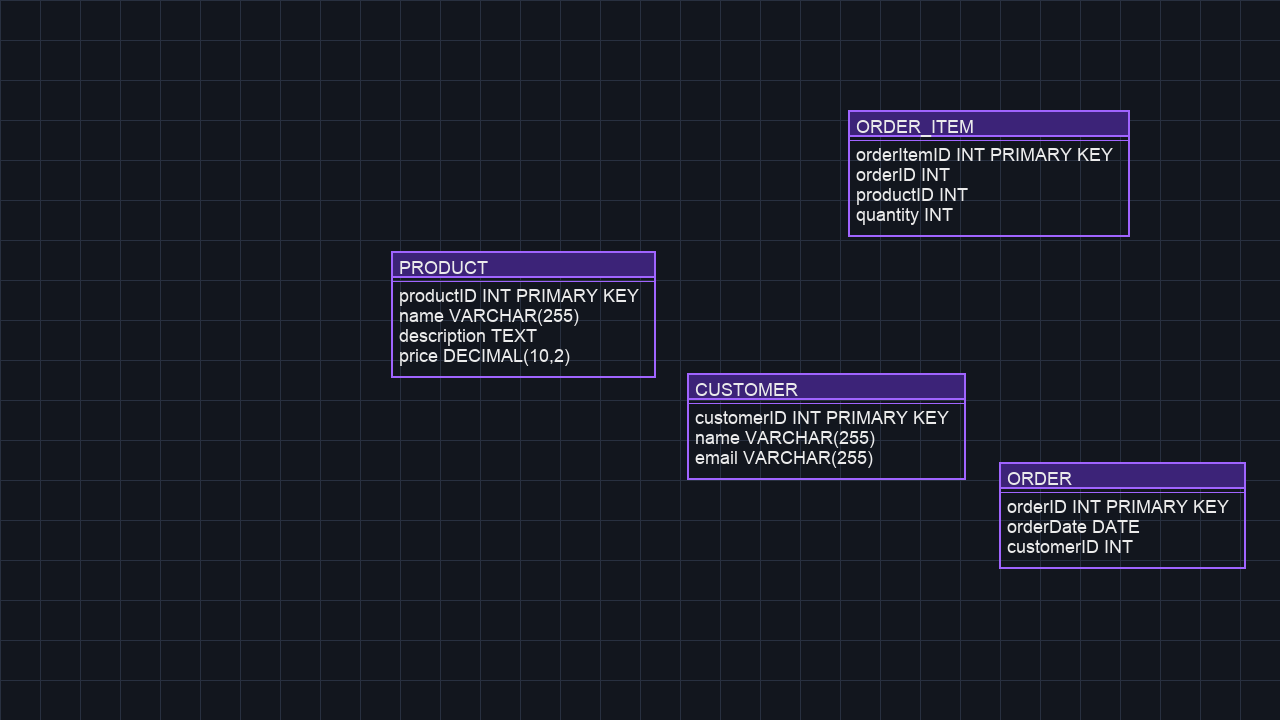 ORDER_ITEM
orderItemID INT PRIMARY KEY
orderID INT
productID INT
quantity INT
PRODUCT
productID INT PRIMARY KEY
name VARCHAR(255)
description TEXT
price DECIMAL(10,2)
CUSTOMER
customerID INT PRIMARY KEY
name VARCHAR(255)
email VARCHAR(255)
ORDER
orderID INT PRIMARY KEY
orderDate DATE
customerID INT